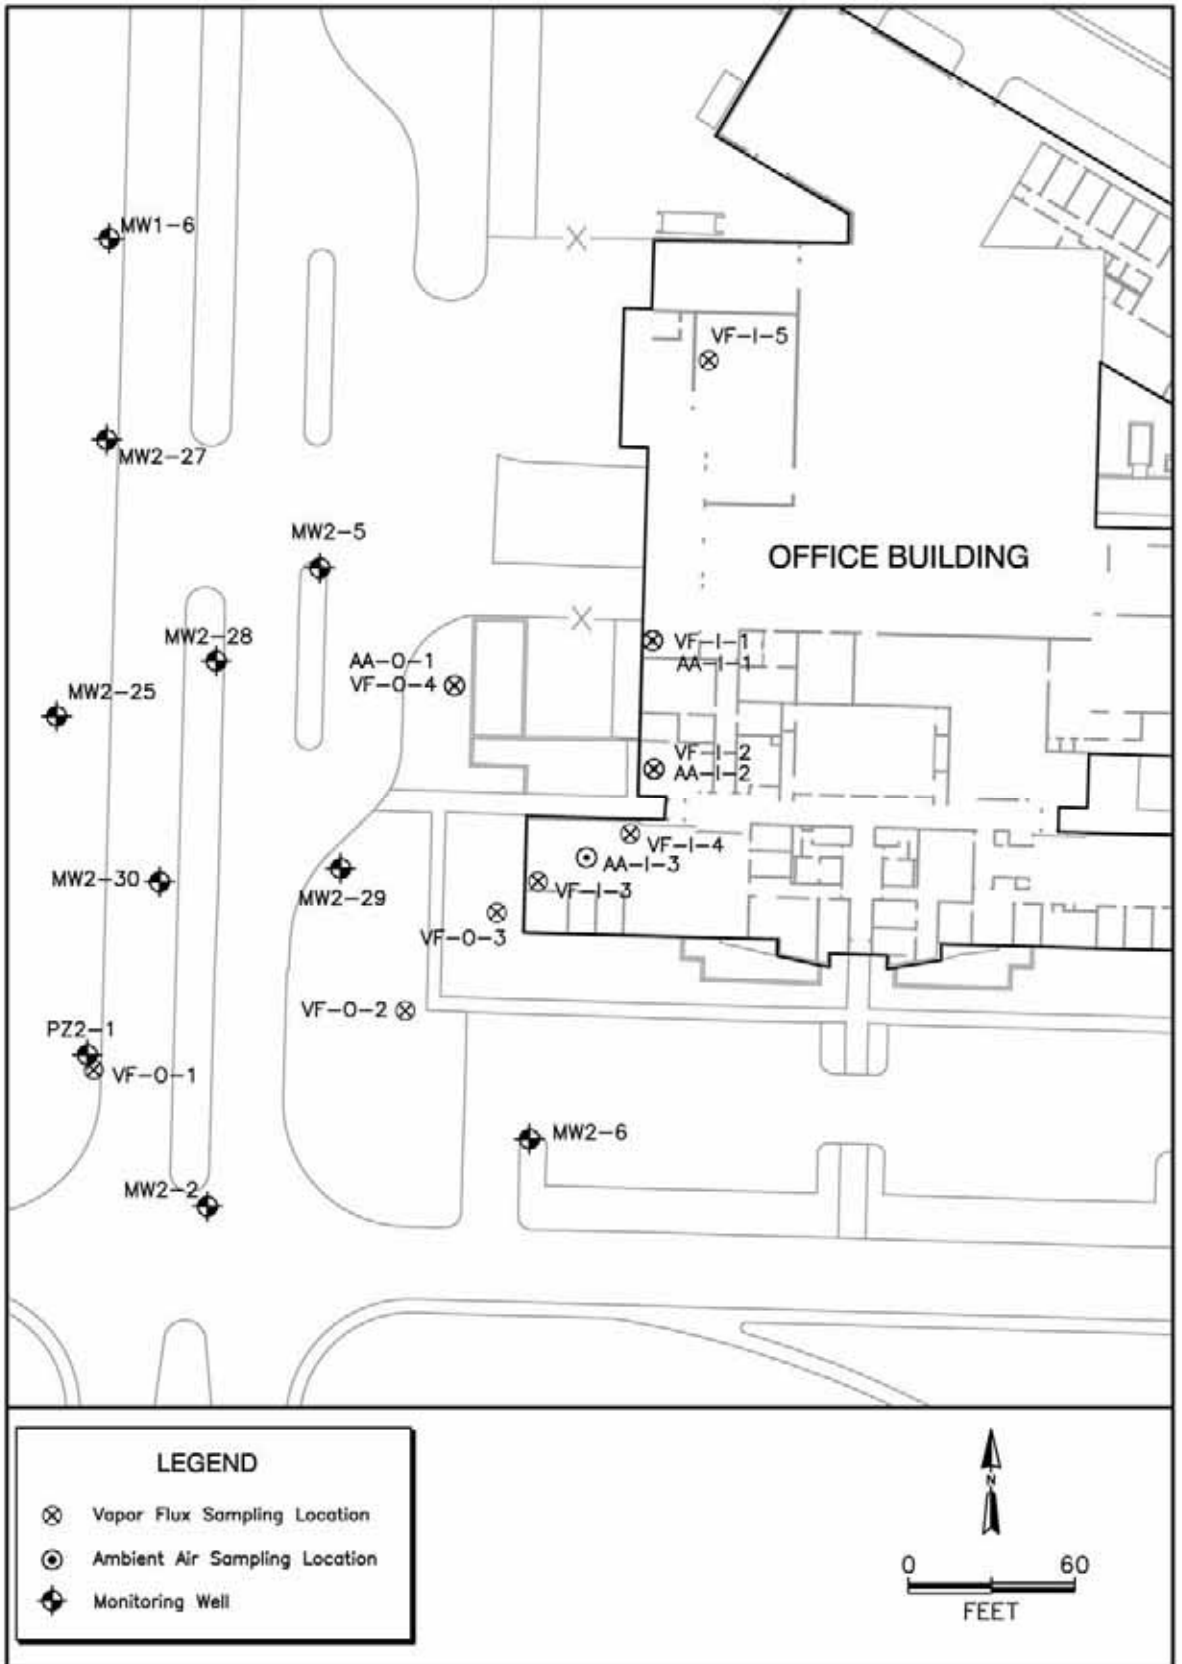 MW1-6
VF-I-5
MW2-27
MW2-5
OFFICE BUILDING
MW2-28
VF-I-1
AA-I-1
AA-O-1
VF-O-4
MW2-25
VF-I-2
AA-I-2
VF-I-4
AA-I-3
MW2-30
VF-I-3
MW2-29
VF-O-3
VF-O-2
PZ2-1
VF-O-1
MW2-6
MW2-2
LEGEND
Vapor Flux Sampling Location
Ambient Air Sampling Location
Monitoring Well
N
0 60
FEET